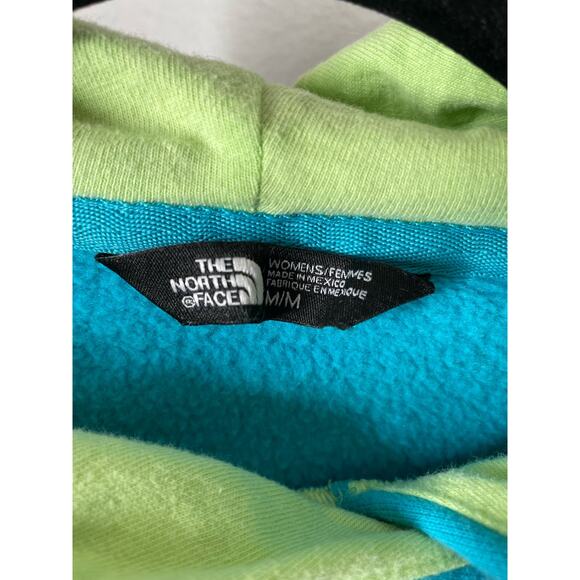 THE
NORTH
FACE
WOMENS/FEMMES
MADE IN MEXICO
FABRIQUE EN MEXIQUE
M/M